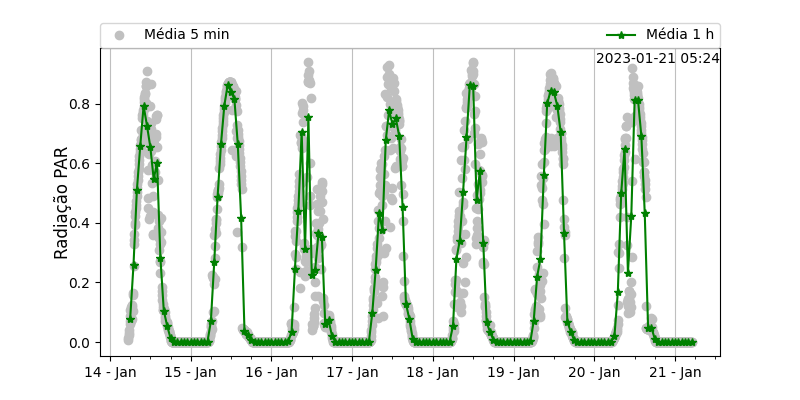 Média 5 min
Média 1 h
2023-01-21 05:24
Radiação PAR
0.8
0.6
0.4
0.2
0.0
14 - Jan
15 - Jan
16 - Jan
17 - Jan
18 - Jan
19 - Jan
20 - Jan
21 - Jan